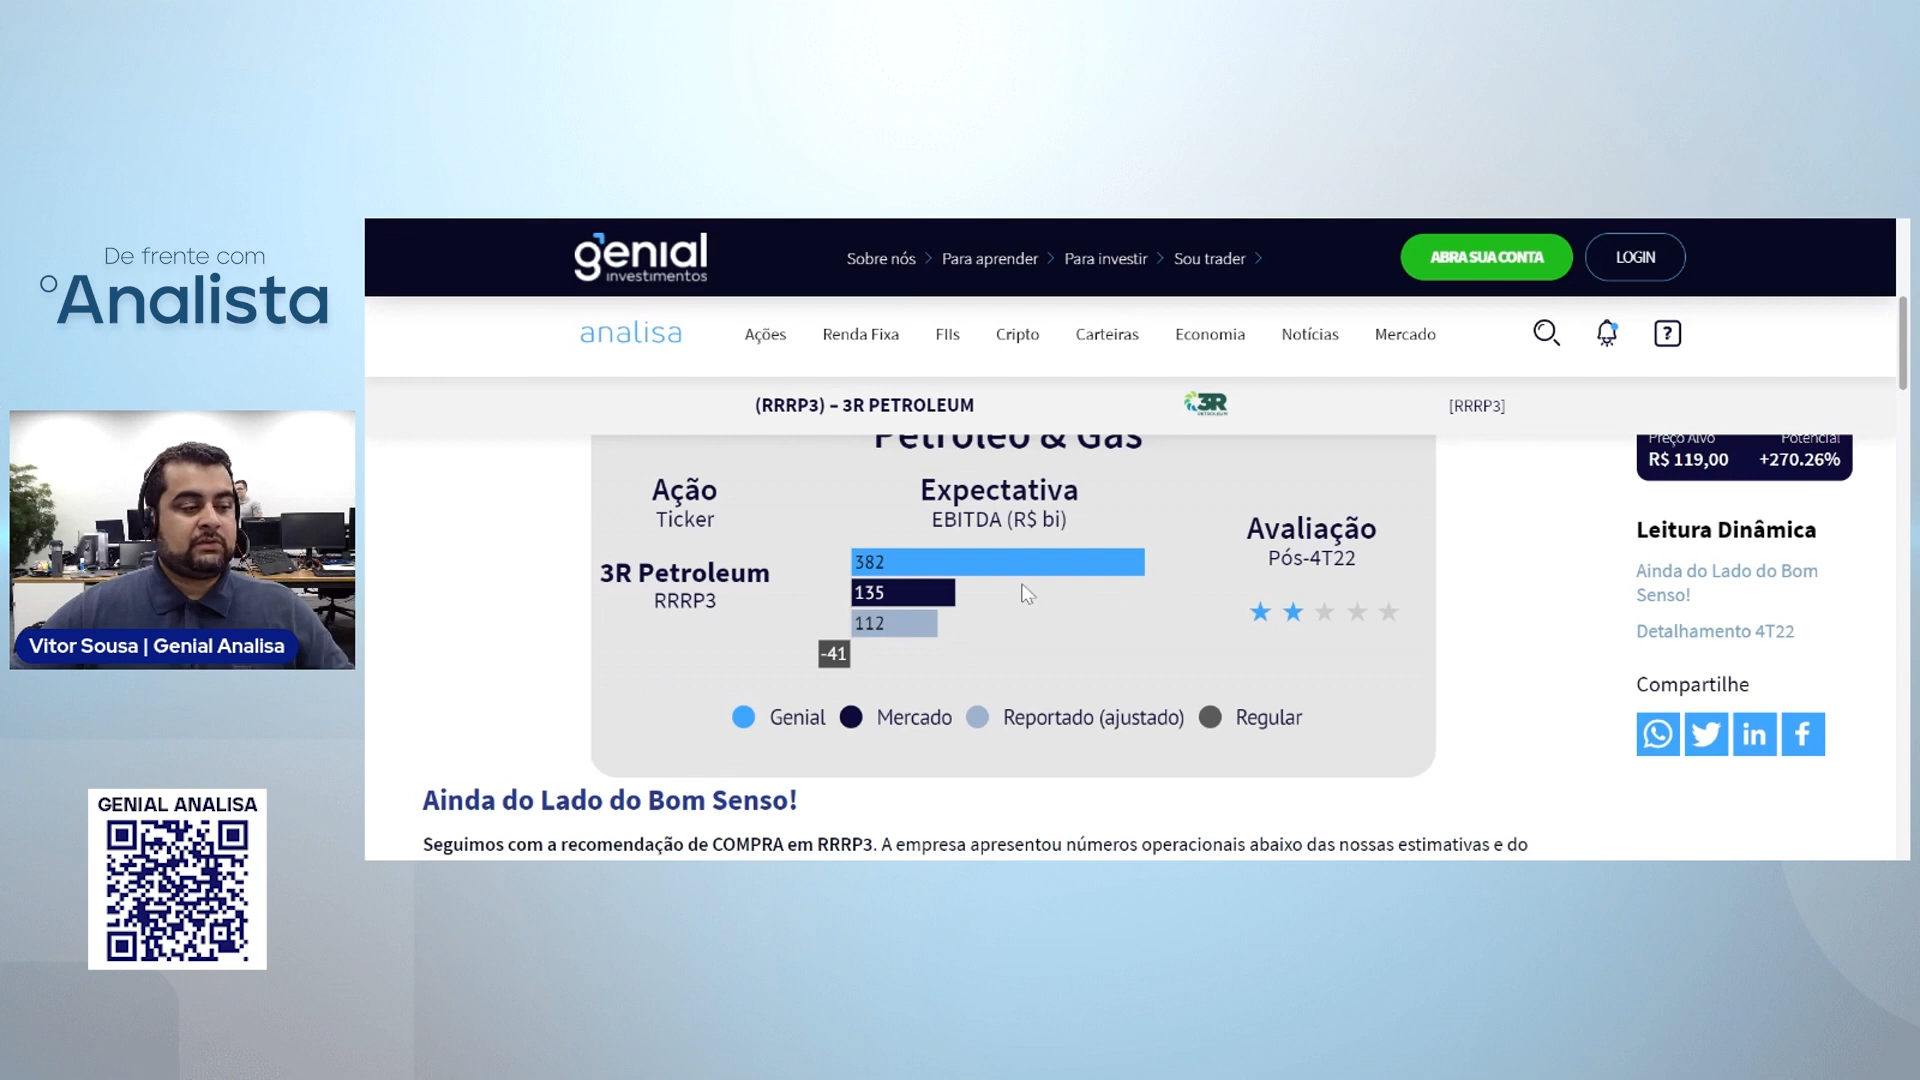 De frente com
o Analista
Vitor Sousa | Genial Analisa
GENIAL ANALISA
genial
investimentos
Sobre nós
Para aprender
Para investir
Sou trader
ABRA SUA CONTA
LOGIN
analisa
Ações
Renda Fixa
FIIs
Cripto
Carteiras
Economia
Notícias
Mercado
?
(RRRP3) – 3R PETROLEUM
3R
PETROLEUM
[RRRP3]
Petróleo & Gás
Ação
Ticker
Expectativa
EBITDA (R$ bi)
Avaliação
Pós-4T22
3R Petroleum
RRRP3
382
135
112
-41
Genial
Mercado
Reportado (ajustado)
Regular
Ainda do Lado do Bom Senso!
Seguimos com a recomendação de COMPRA em RRRP3. A empresa apresentou números operacionais abaixo das nossas estimativas e do
Preço Alvo
Potencial
R$ 119,00
+270.26%
Leitura Dinâmica
Ainda do Lado do Bom
Senso!
Detalhamento 4T22
Compartilhe
in
f